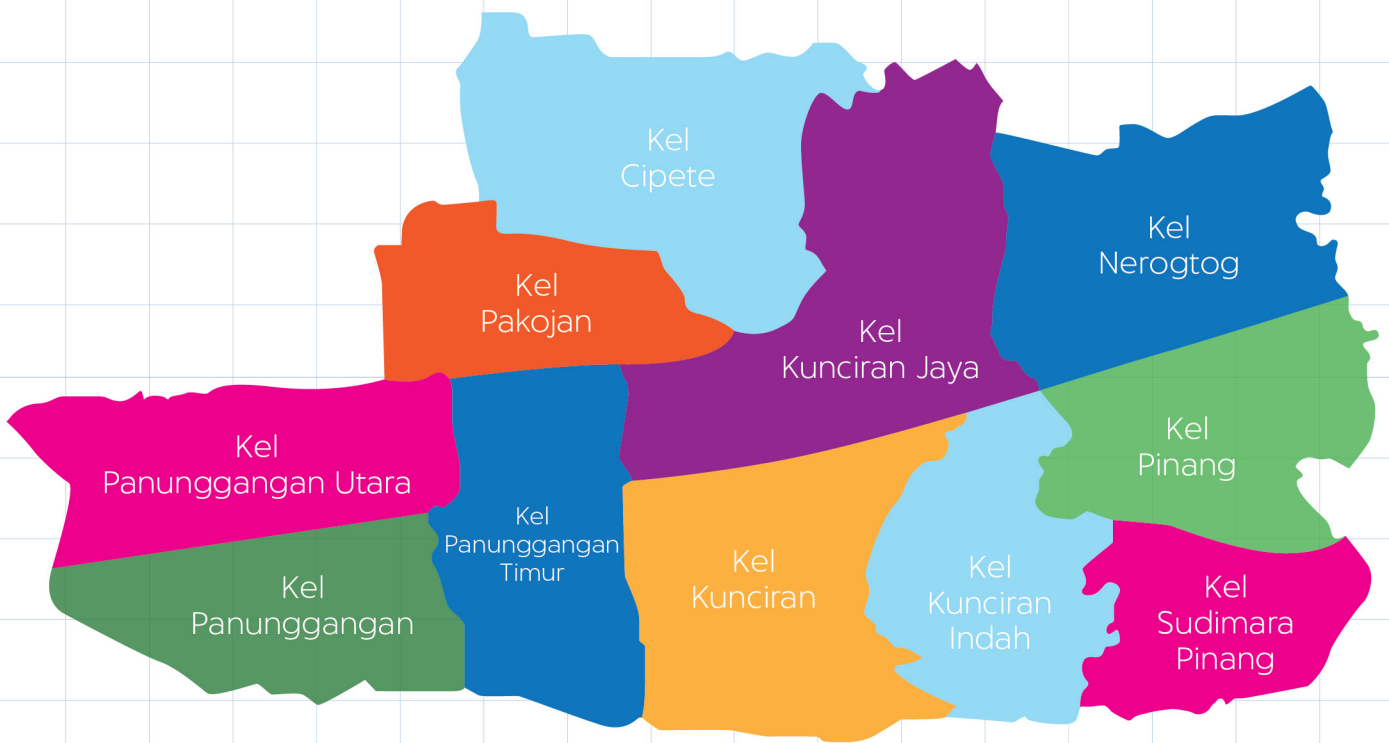 Kel
Cipete
Kel
Nerogtog
Kel
Pakojan
Kel
Kunciran Jaya
Kel
Pinang
Kel
Panunggangan Utara
Kel
Panunggangan
Timur
Kel
Kunciran
Kel
Kunciran
Indah
Kel
Panunggangan
Kel
Sudimara
Pinang